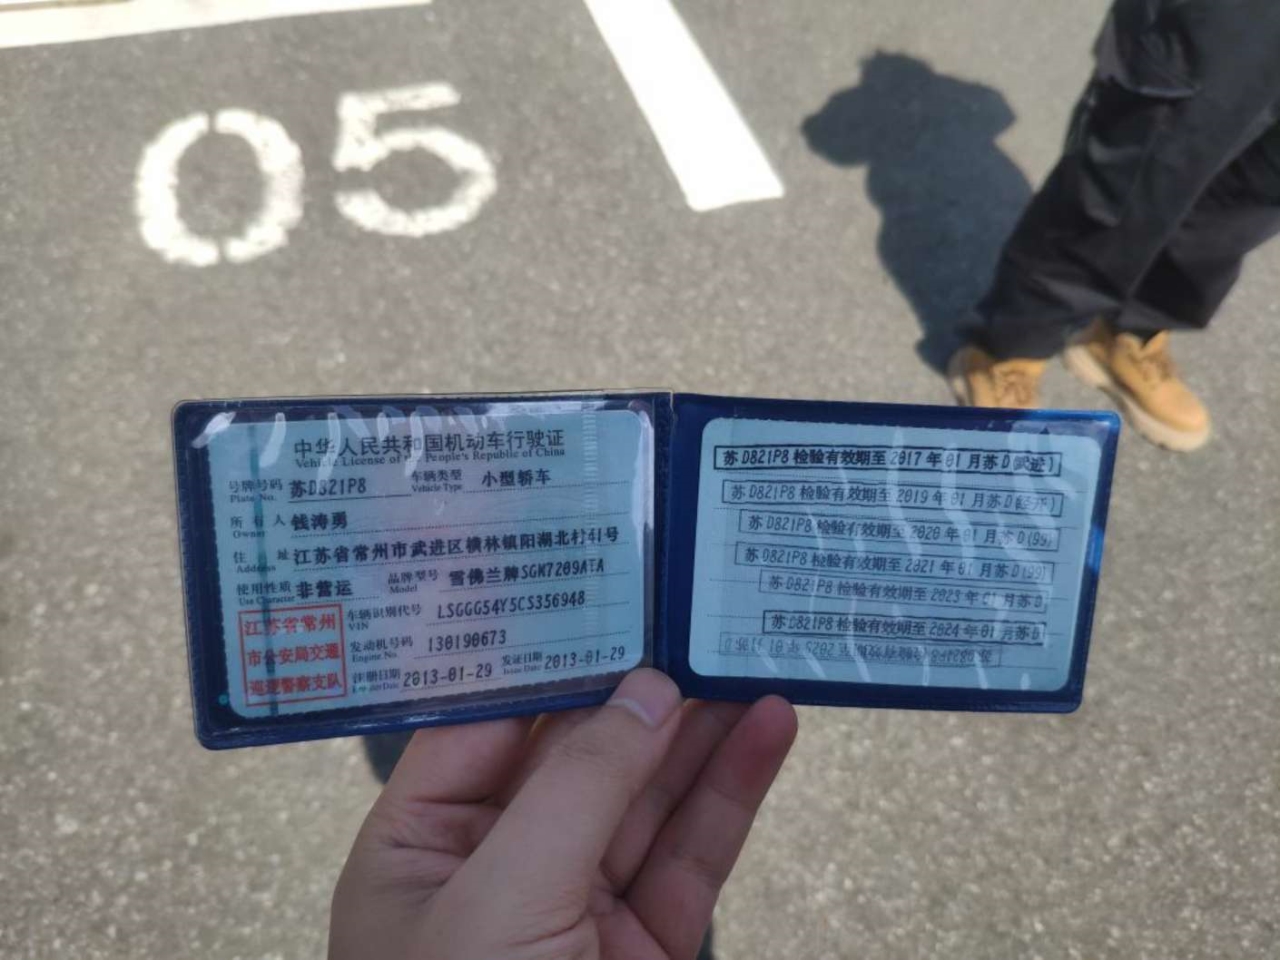 05
中华人民共和国机动车行驶证
Vehicle License of the People's Republic of China
号牌号码 苏D821P8 车辆类型 小型轿车
Plate No. Vehicle Type
所有人 钱涛勇
Owner
住址 江苏省常州市武进区横林镇阳湖北村41号
Address
使用性质 非营运 品牌型号 雪佛兰牌SGM7209ATA
Use Character Model
江苏省常州
市公安局交通
巡逻警察支队
车辆识别代号 LSGGG54Y5CS356948
VIN
发动机号码 130190673
Engine No.
注册日期 2013-01-29 发证日期 2013-01-29
Issue Date
苏D821P8检验有效期至2017年01月苏D(武进)
苏D821P8检验有效期至2019年01月苏D(经开)
苏D821P8检验有效期至2020年01月苏D(99)
苏D821P8检验有效期至2021年01月苏D(99)
苏D821P8检验有效期至2023年01月苏D
苏D821P8检验有效期至2024年01月苏D